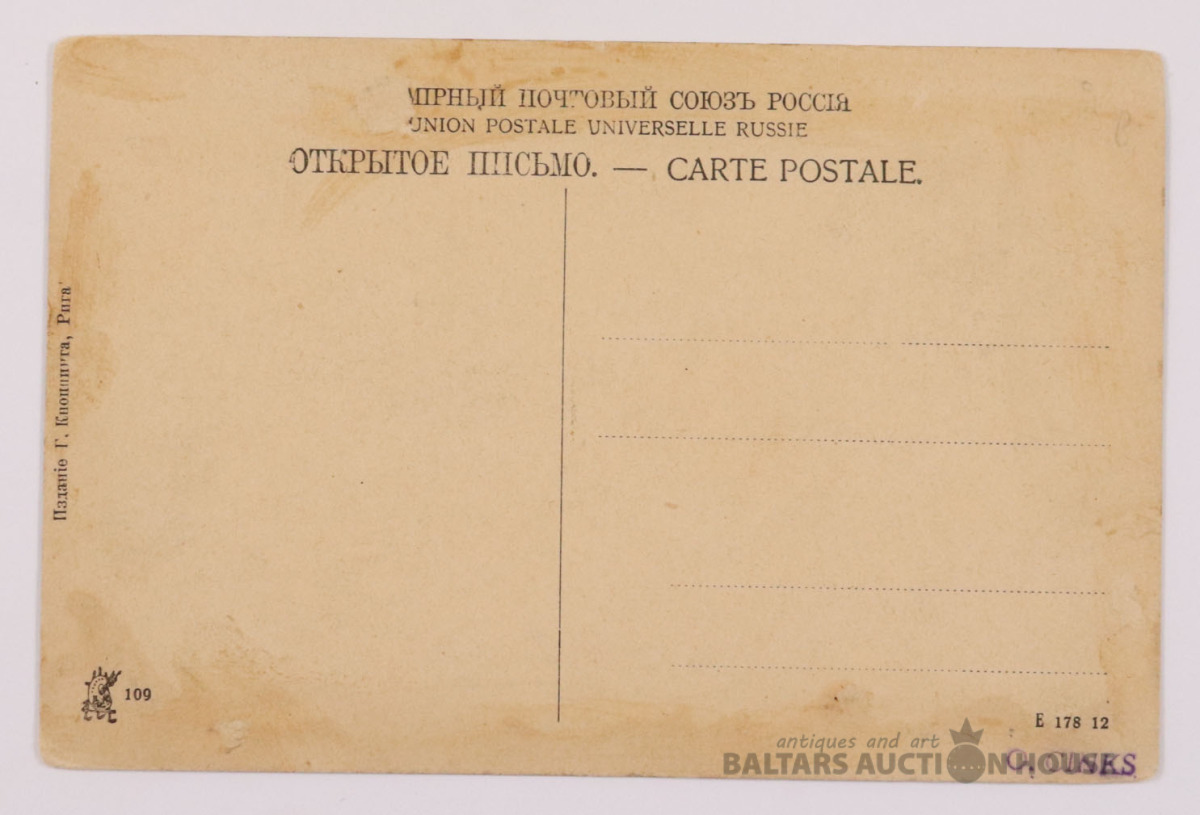 МІРНЫЙ ПОЧТОВЫЙ СОЮЗЪ РОССІЯ
UNION POSTALE UNIVERSELLE RUSSIE
ОТКРЫТОЕ ПИСЬМО. — CARTE POSTALE.
Изданіе Г. Кноппита, Рига
109
E 178 12
antiques and art
BALTARS AUCTION HOUSE